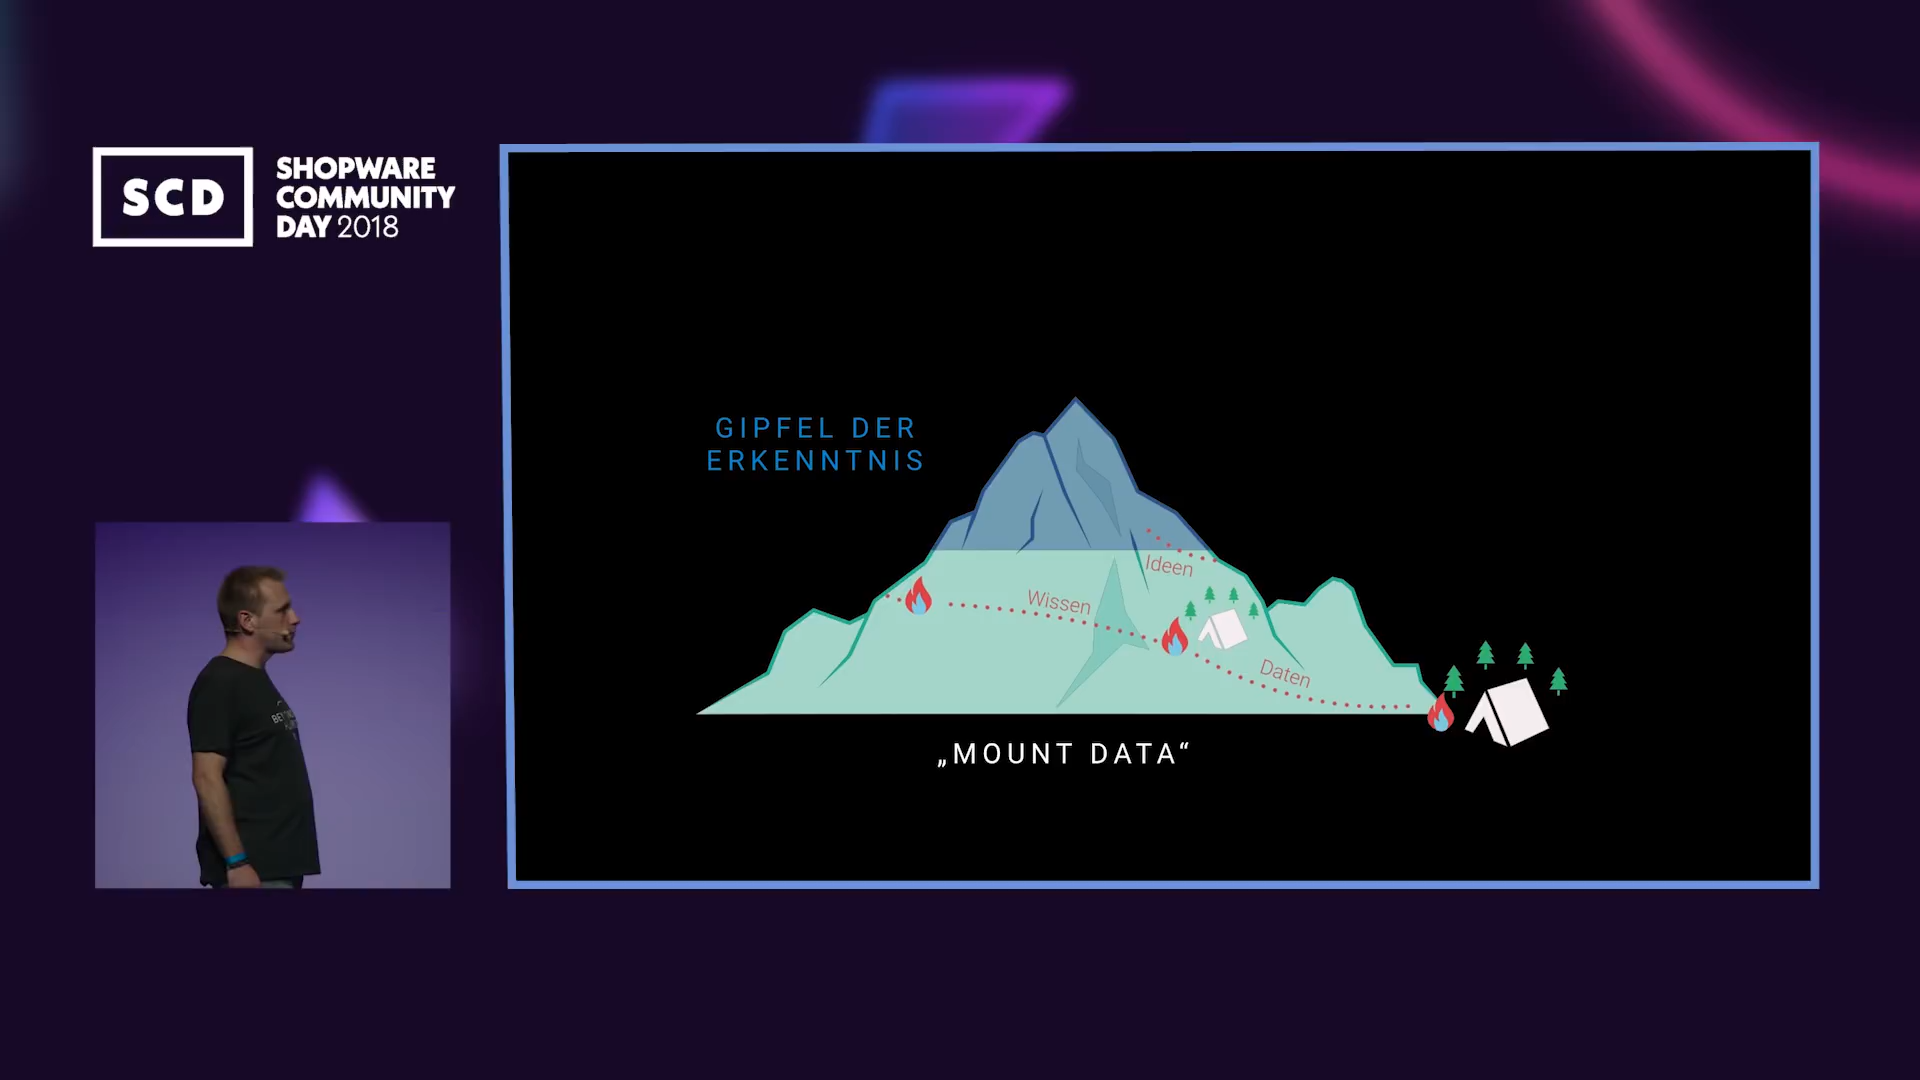 SCD
SHOPWARE
COMMUNITY
DAY 2018
GIPFEL DER
ERKENNTNIS
Ideen
Wissen
Daten
„MOUNT DATA“